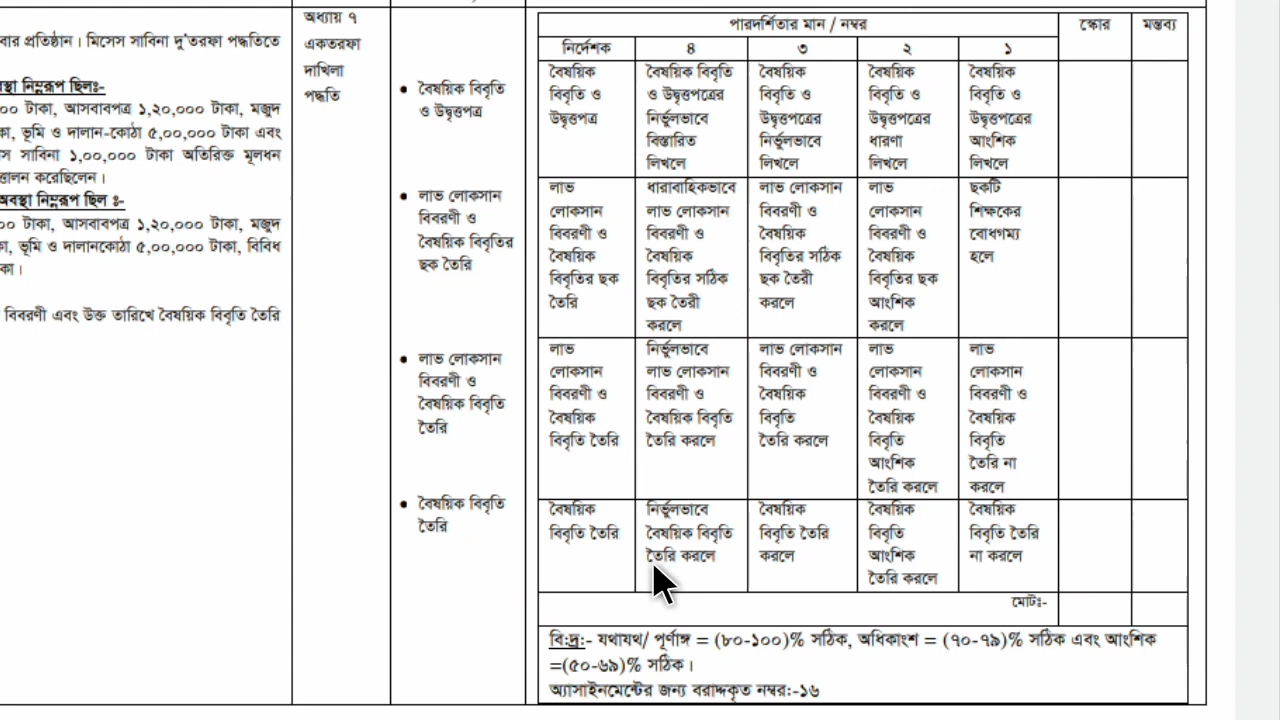 বার প্রতিষ্ঠান। মিসেস সাবিনা দু'তরফা পদ্ধতিতে
স্থা নিম্নরূপ ছিলঃ-
০০ টাকা, আসবাবপত্র ১,২০,০০০ টাকা, মজুদ
কা, ভূমি ও দালান-কোঠা ৫,০০,০০০ টাকা এবং
সাবিনা ১,০০,০০০ টাকা অতিরিক্ত মূলধন
ত্তোলন করেছিলেন।
অবস্থা নিম্নরূপ ছিল ঃ-
০০ টাকা, আসবাবপত্র ১,২০,০০০ টাকা, মজুদ
কা, ভূমি ও দালানকোঠা ৫,০০,০০০ টাকা, বিবিধ
কা।
বিবরণী এবং উক্ত তারিখে বৈষয়িক বিবৃতি তৈরি
অধ্যায় ৭
একতরফা
দাখিলা
পদ্ধতি
• বৈষয়িক বিবৃতি
ও উদ্বৃত্তপত্র
• লাভ লোকসান
বিবরণী ও
বৈষয়িক বিবৃতির
ছক তৈরি
• লাভ লোকসান
বিবরণী ও
বৈষয়িক বিবৃতি
তৈরি
• বৈষয়িক বিবৃতি
তৈরি
পারদর্শিতার মান / নম্বর
স্কোর
মন্তব্য
নির্দেশক
৪
৩
২
১
বৈষয়িক
বিবৃতি ও
উদ্বৃত্তপত্র
বৈষয়িক বিবৃতি
ও উদ্বৃত্তপত্রের
নির্ভুলভাবে
বিস্তারিত
লিখলে
বৈষয়িক
বিবৃতি ও
উদ্বৃত্তপত্রের
নির্ভুলভাবে
লিখলে
বৈষয়িক
বিবৃতি ও
উদ্বৃত্তপত্রের
ধারণা
লিখলে
বৈষয়িক
বিবৃতি ও
উদ্বৃত্তপত্রের
আংশিক
লিখলে
লাভ
লোকসান
বিবরণী ও
বৈষয়িক
বিবৃতির ছক
তৈরি
ধারাবাহিকভাবে
লাভ লোকসান
বিবরণী ও
বৈষয়িক
বিবৃতির সঠিক
ছক তৈরী
করলে
লাভ লোকসান
বিবরণী ও
বৈষয়িক
বিবৃতির সঠিক
ছক তৈরী
করলে
লাভ
লোকসান
বিবরণী ও
বৈষয়িক
বিবৃতির ছক
আংশিক
করলে
ছকটি
শিক্ষকের
বোধগম্য
হলে
লাভ
লোকসান
বিবরণী ও
বৈষয়িক
বিবৃতি তৈরি
নির্ভুলভাবে
লাভ লোকসান
বিবরণী ও
বৈষয়িক বিবৃতি
তৈরি করলে
লাভ লোকসান
বিবরণী ও
বৈষয়িক
বিবৃতি
তৈরি করলে
লাভ
লোকসান
বিবরণী ও
বৈষয়িক
বিবৃতি
আংশিক
তৈরি করলে
লাভ
লোকসান
বিবরণী ও
বৈষয়িক
বিবৃতি
তৈরি না
করলে
বৈষয়িক
বিবৃতি তৈরি
নির্ভুলভাবে
বৈষয়িক বিবৃতি
তৈরি করলে
বৈষয়িক
বিবৃতি তৈরি
করলে
বৈষয়িক
বিবৃতি
আংশিক
তৈরি করলে
বৈষয়িক
বিবৃতি তৈরি
না করলে
মোটঃ-
বি:দ্র:- যথাযথ/ পূর্ণাঙ্গ = (৮০-১০০)% সঠিক, অধিকাংশ = (৭০-৭৯)% সঠিক এবং আংশিক
=(৫০-৬৯)% সঠিক।
অ্যাসাইনমেন্টের জন্য বরাদ্দকৃত নম্বর:-১৬